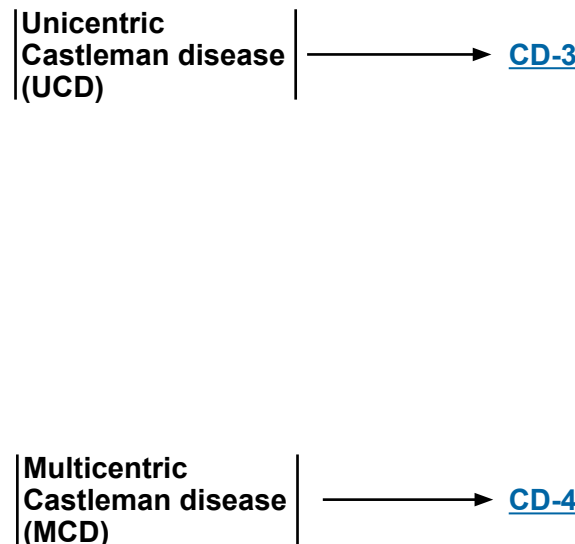 Unicentric
Castleman disease
(UCD)
CD-3
Multicentric
Castleman disease
(MCD)
CD-4